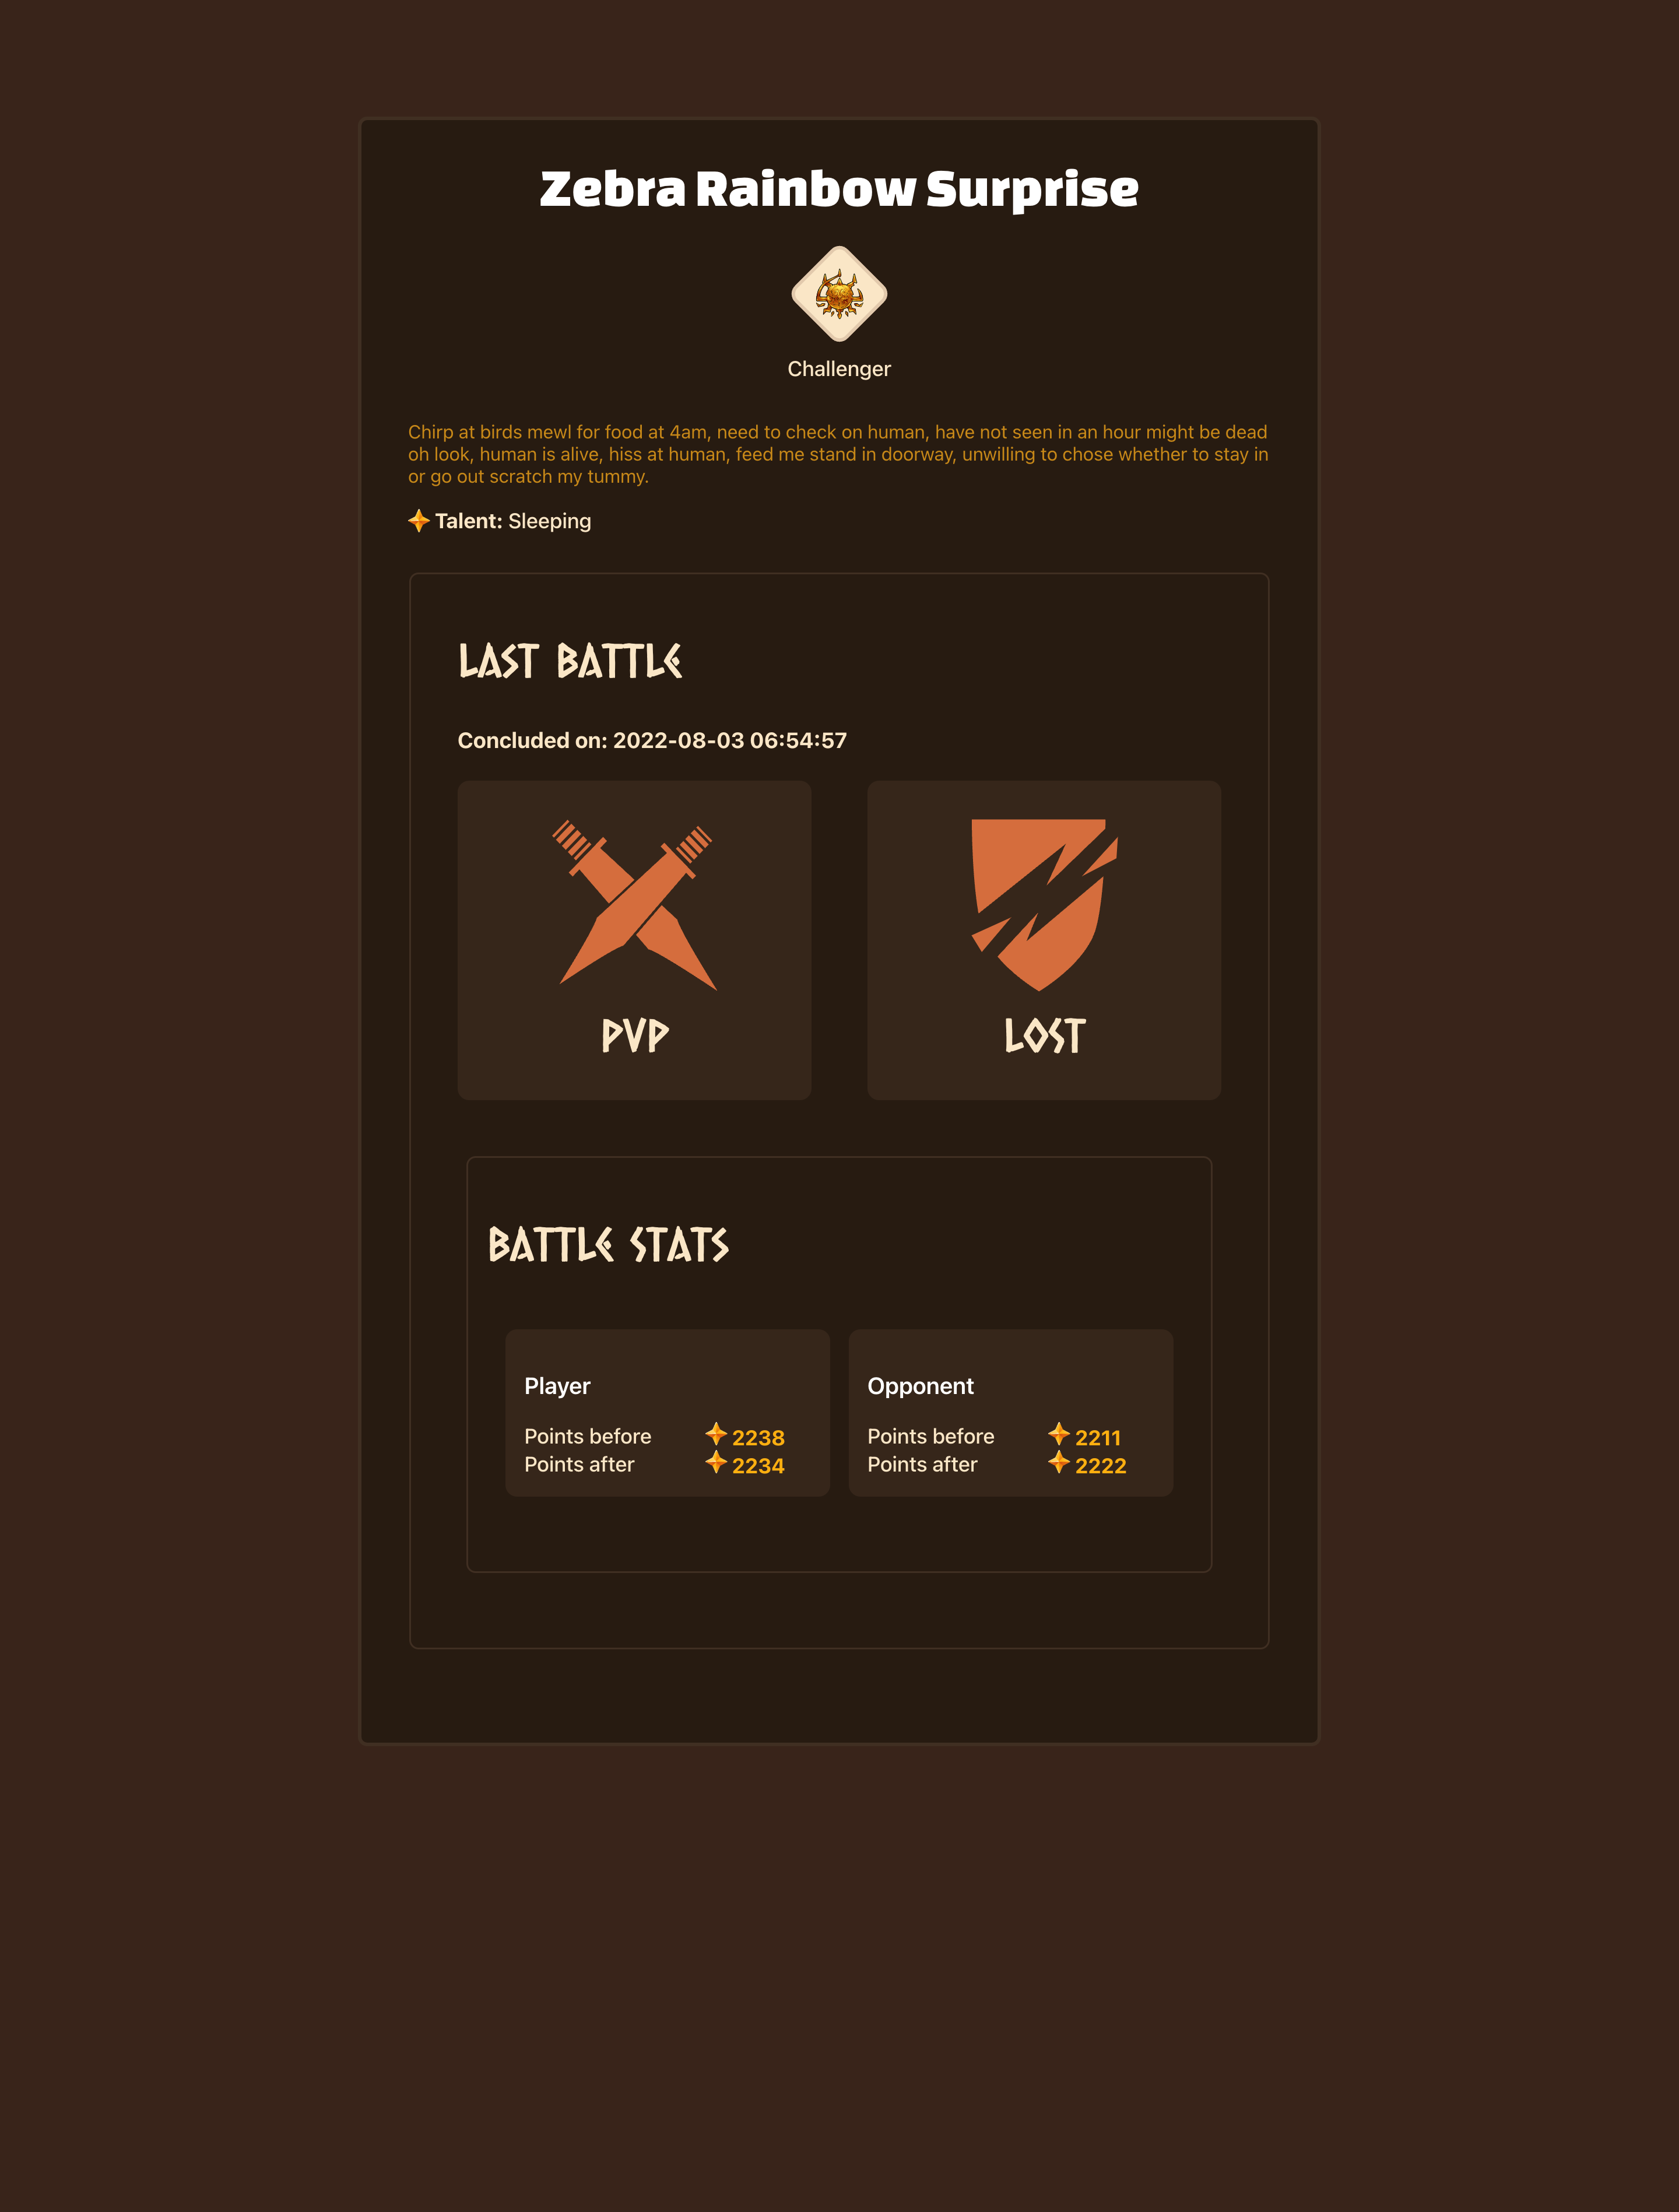 Zebra Rainbow Surprise
Challenger
Chirp at birds mewl for food at 4am, need to check on human, have not seen in an hour might be dead
oh look, human is alive, hiss at human, feed me stand in doorway, unwilling to chose whether to stay in
or go out scratch my tummy.
Talent: Sleeping
LAST BATTLE
Concluded on: 2022-08-03 06:54:57
PVP
LOST
BATTLE STATS
Player
Points before 2238
Points after 2234
Opponent
Points before 2211
Points after 2222